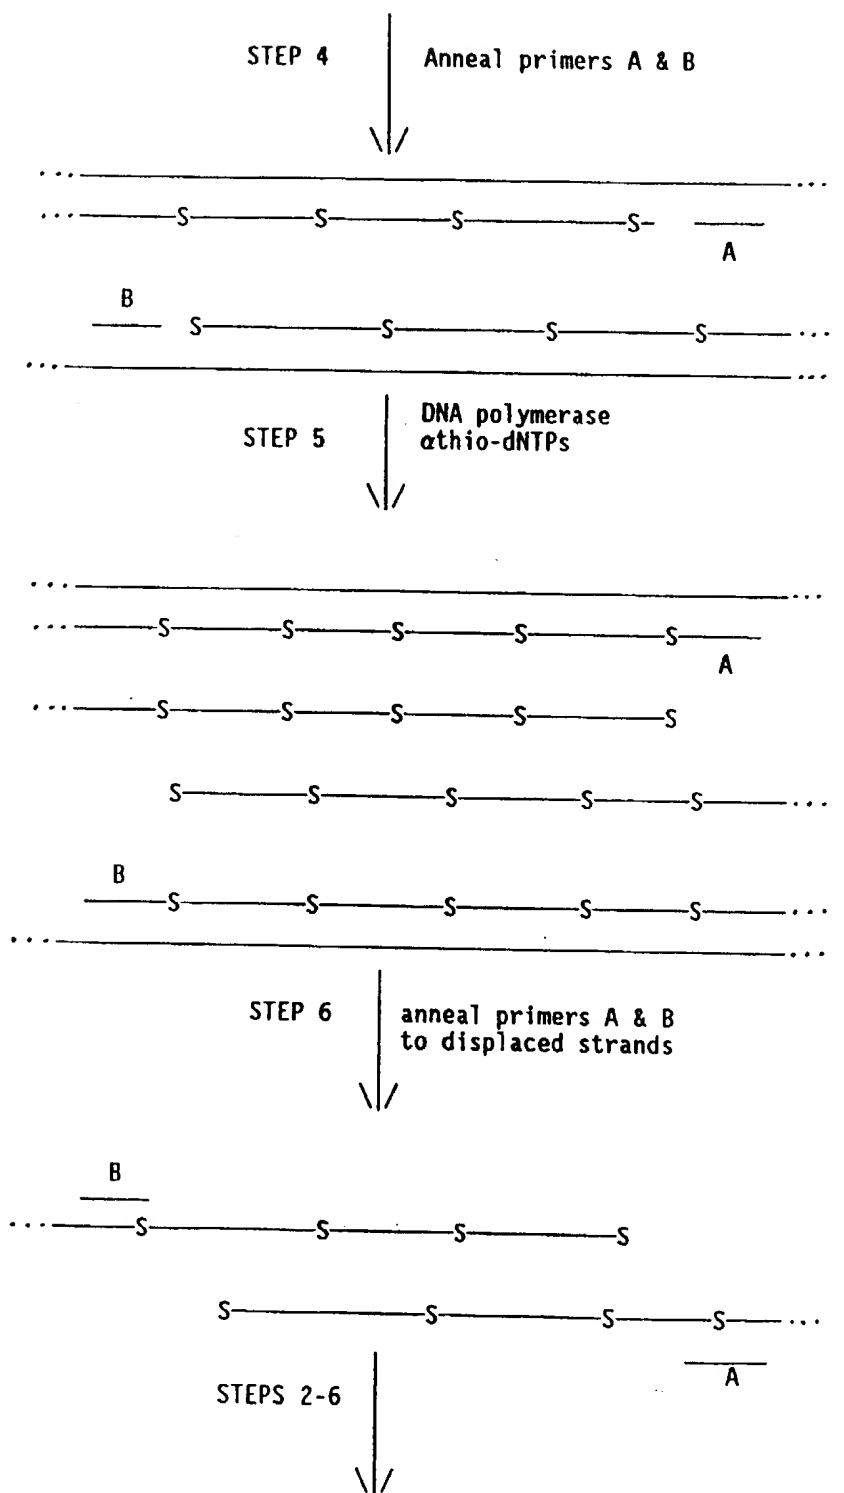 STEP 4 Anneal primers A & B
... ...
... S S S S
A
B
S S S S ...
... ...
STEP 5 DNA polymerase
αthio-dNTPs
... ...
... S S S S S
A
... S S S S S
S S S S S ...
B
S S S S S ...
... ...
STEP 6 anneal primers A & B
to displaced strands
B
... S S S S
S S S S ...
A
STEPS 2-6